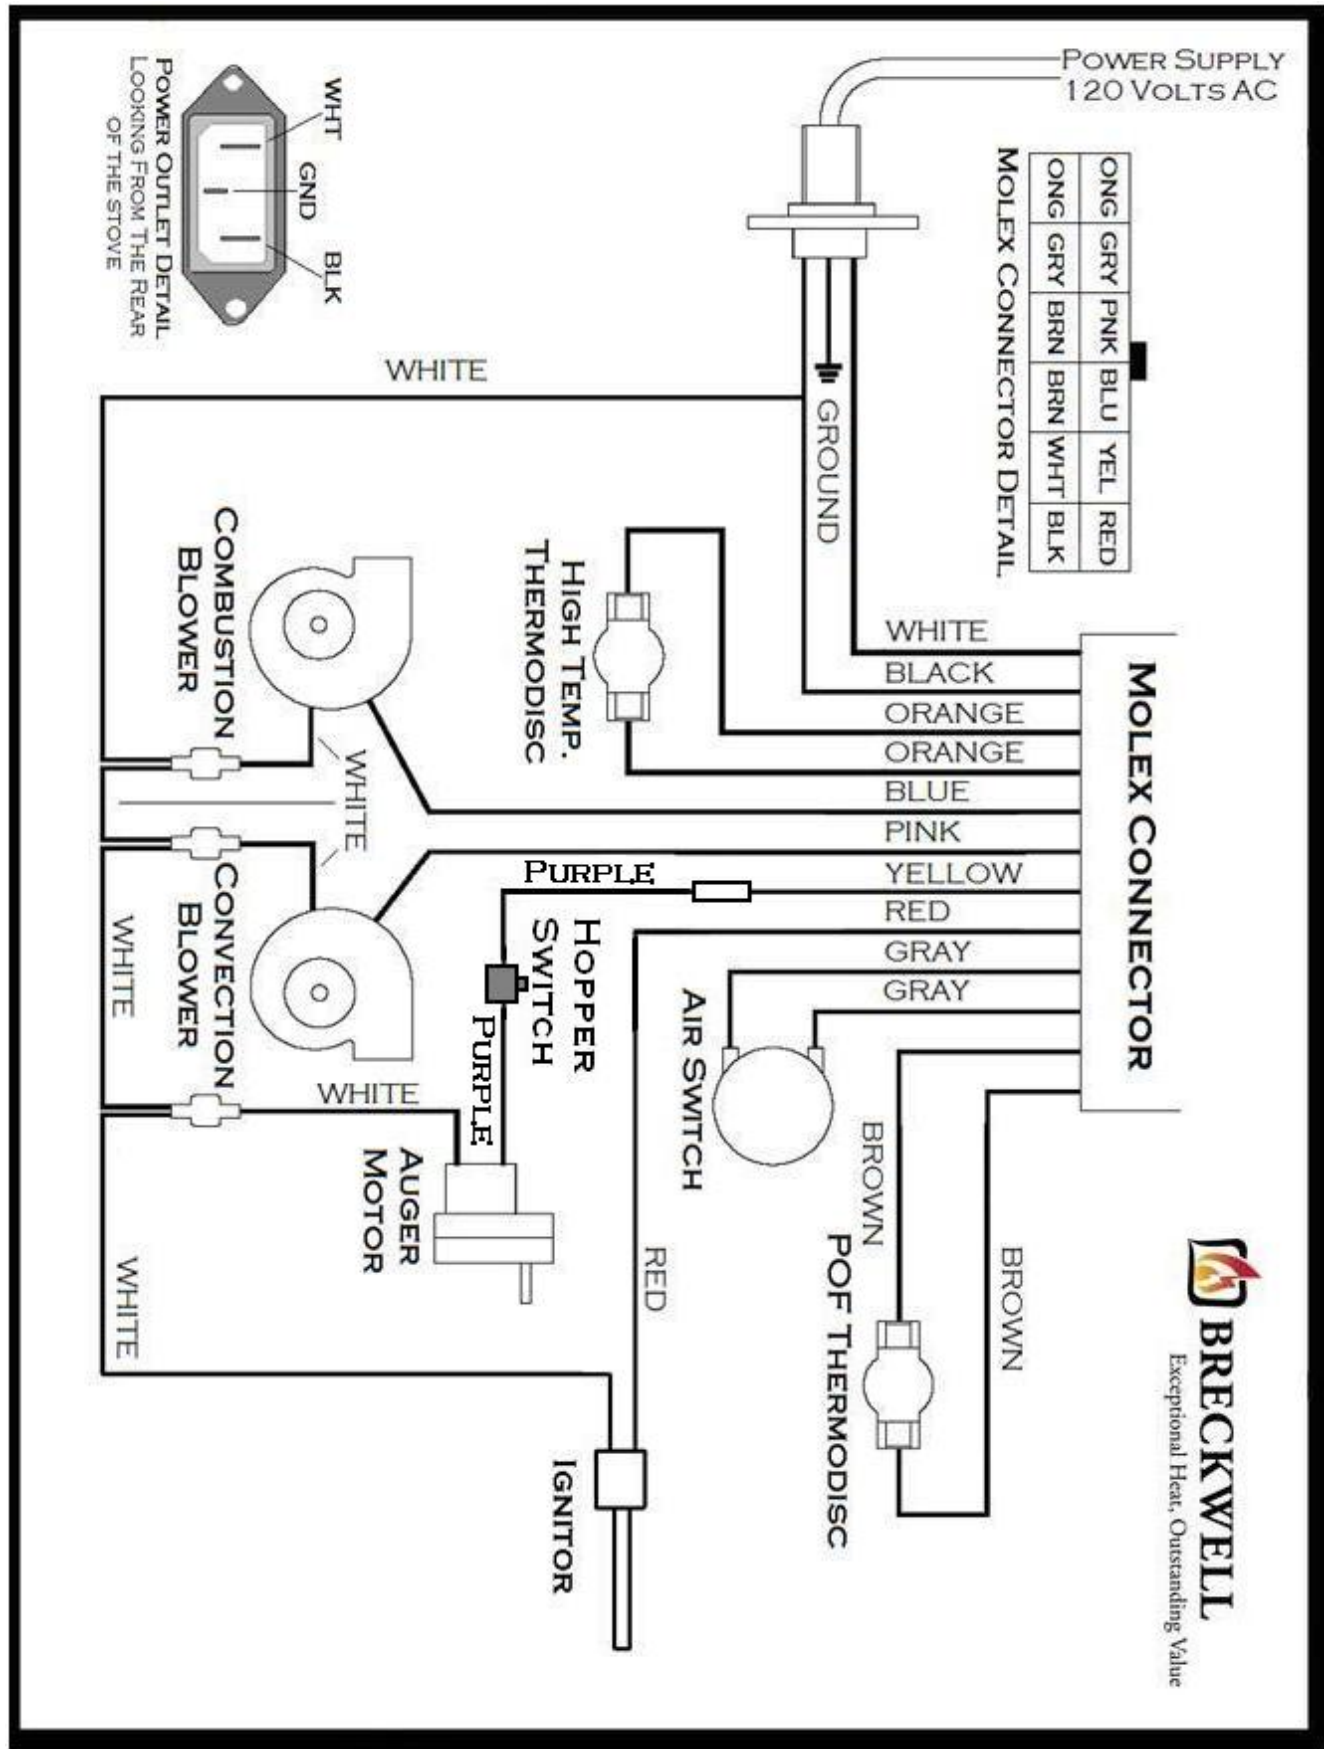 POWER SUPPLY
120 VOLTS AC
WHT
GND
BLK
POWER OUTLET DETAIL
LOOKING FROM THE REAR
OF THE STOVE
ONG GRY PNK BLU YEL RED
ONG GRY BRN BRN WHT BLK
MOLEX CONNECTOR DETAIL
WHITE
GROUND
COMBUSTION
BLOWER
HIGH TEMP.
THERMODISC
WHITE
BLACK
ORANGE
ORANGE
BLUE
PINK
YELLOW
RED
GRAY
GRAY
MOLEX CONNECTOR
WHITE
PURPLE
HOPPER
SWITCH
PURPLE
CONVECTION
BLOWER
WHITE
WHITE
AIR SWITCH
AUGER
MOTOR
BROWN
BROWN
POF THERMODISC
RED
WHITE
IGNITOR
BRECKWELL
Exceptional Heat, Outstanding Value